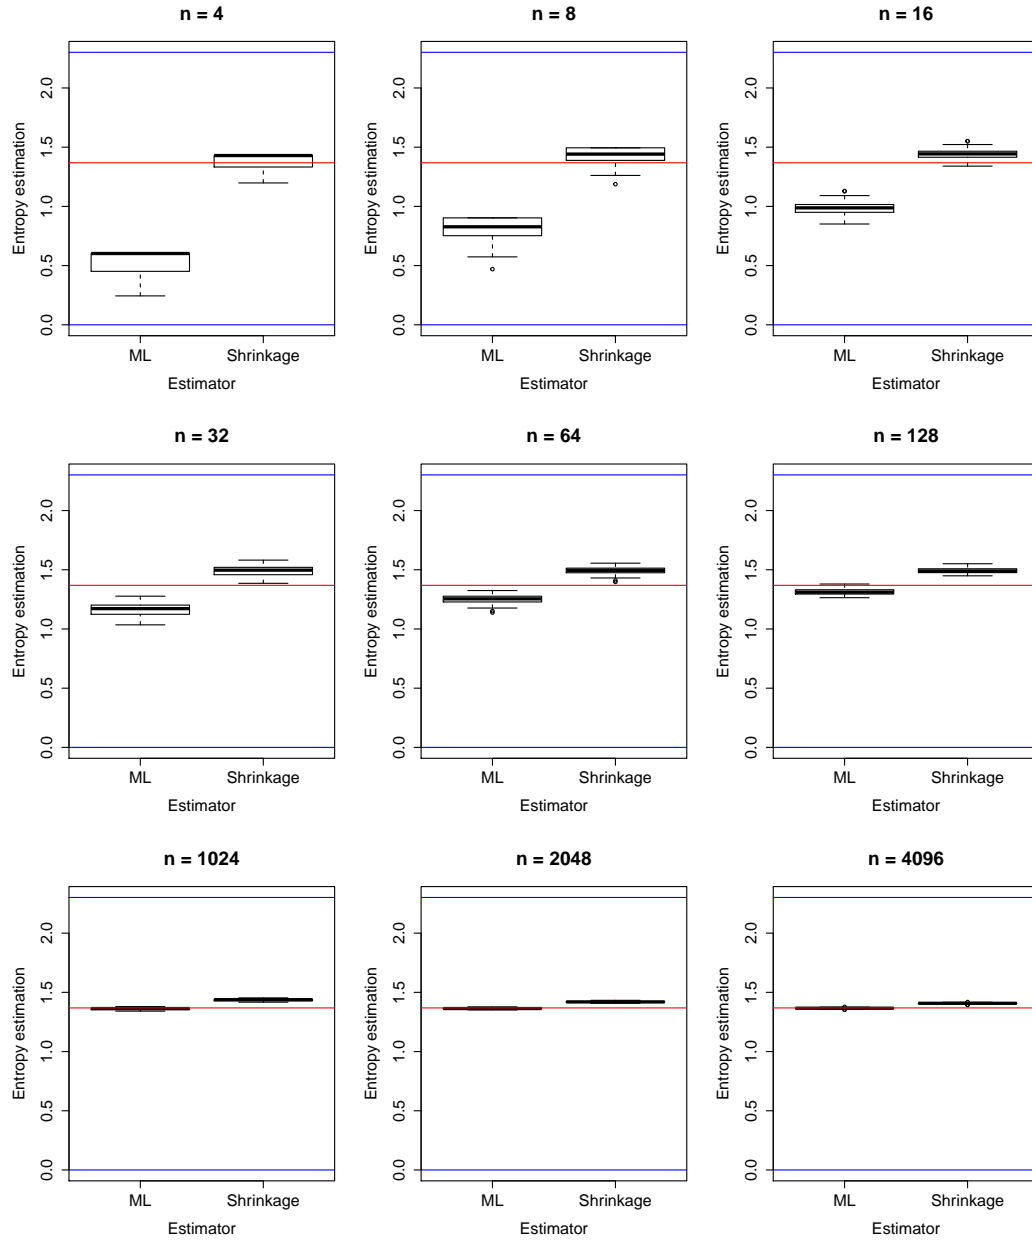 n = 4
n = 8
n = 16
Entropy estimation
0.0 0.5 1.0 1.5 2.0
ML Shrinkage
Estimator
Entropy estimation
0.0 0.5 1.0 1.5 2.0
ML Shrinkage
Estimator
Entropy estimation
0.0 0.5 1.0 1.5 2.0
ML Shrinkage
Estimator
n = 32
n = 64
n = 128
Entropy estimation
0.0 0.5 1.0 1.5 2.0
ML Shrinkage
Estimator
Entropy estimation
0.0 0.5 1.0 1.5 2.0
ML Shrinkage
Estimator
Entropy estimation
0.0 0.5 1.0 1.5 2.0
ML Shrinkage
Estimator
n = 1024
n = 2048
n = 4096
Entropy estimation
0.0 0.5 1.0 1.5 2.0
ML Shrinkage
Estimator
Entropy estimation
0.0 0.5 1.0 1.5 2.0
ML Shrinkage
Estimator
Entropy estimation
0.0 0.5 1.0 1.5 2.0
ML Shrinkage
Estimator